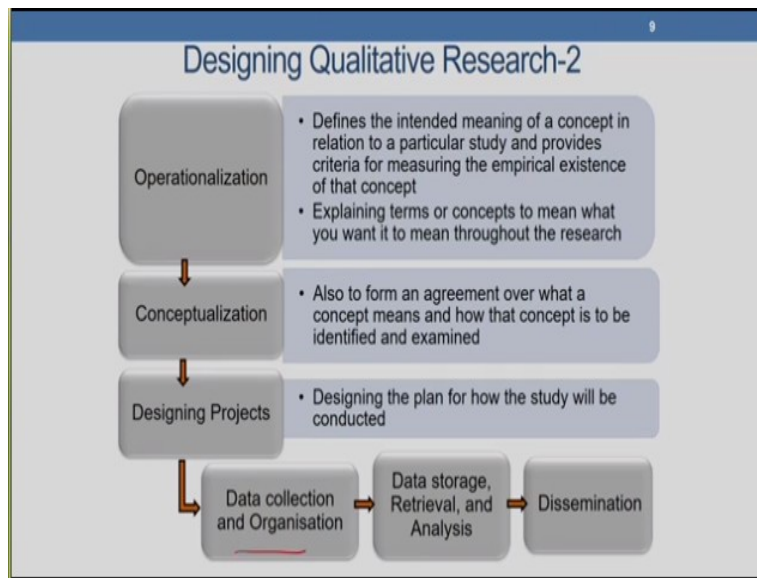 9
Designing Qualitative Research-2
Operationalization
• Defines the intended meaning of a concept in
relation to a particular study and provides
criteria for measuring the empirical existence
of that concept
• Explaining terms or concepts to mean what
you want it to mean throughout the research
Conceptualization
• Also to form an agreement over what a
concept means and how that concept is to be
identified and examined
Designing Projects
• Designing the plan for how the study will be
conducted
Data collection
and Organisation
Data storage,
Retrieval, and
Analysis
Dissemination